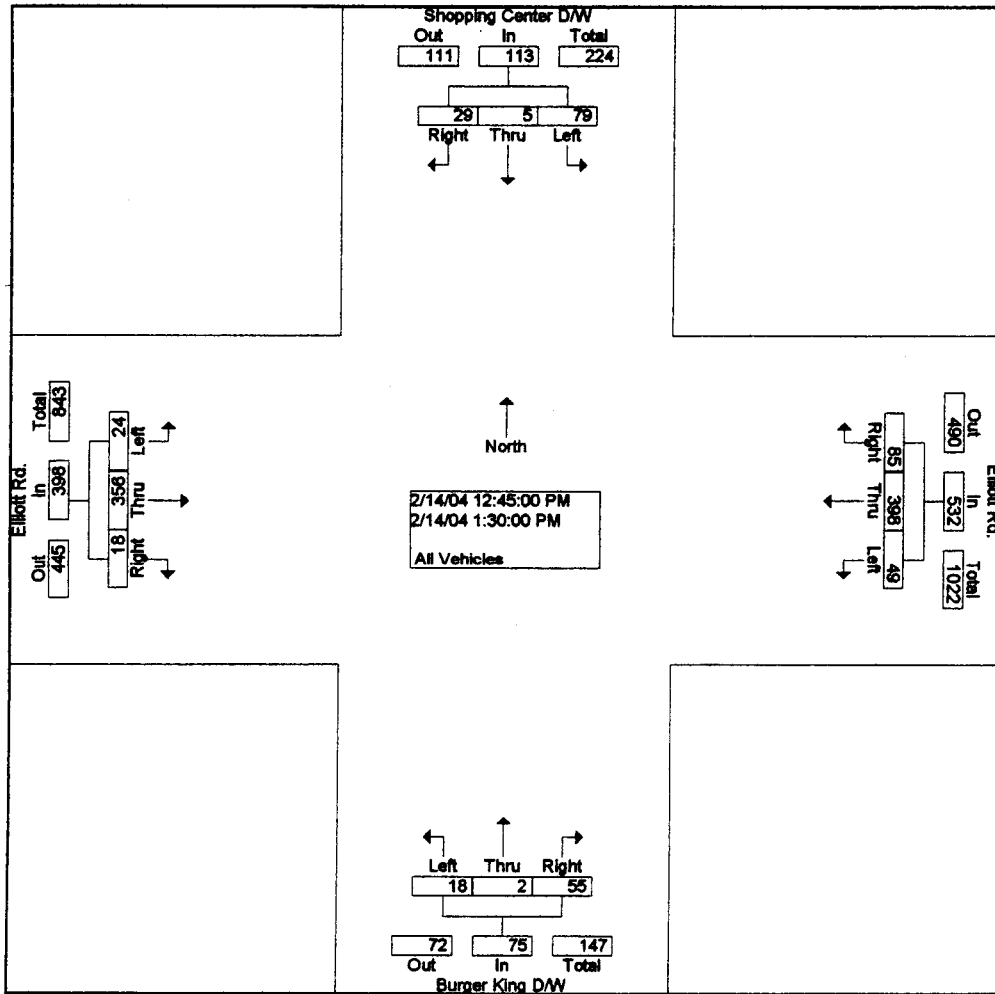 Shopping Center D/W
Out In Total
111 113 224
29 5 79
Right Thru Left
North
2/14/04 12:45:00 PM
2/14/04 1:30:00 PM
All Vehicles
Elliott Rd.
Total In Out
843 398 445
24 356 18
Left Thru Right
Elliott Rd.
Out In Total
490 532 1022
85 398 49
Right Thru Left
Left Thru Right
18 2 55
72 75 147
Out In Total
Burger King D/W